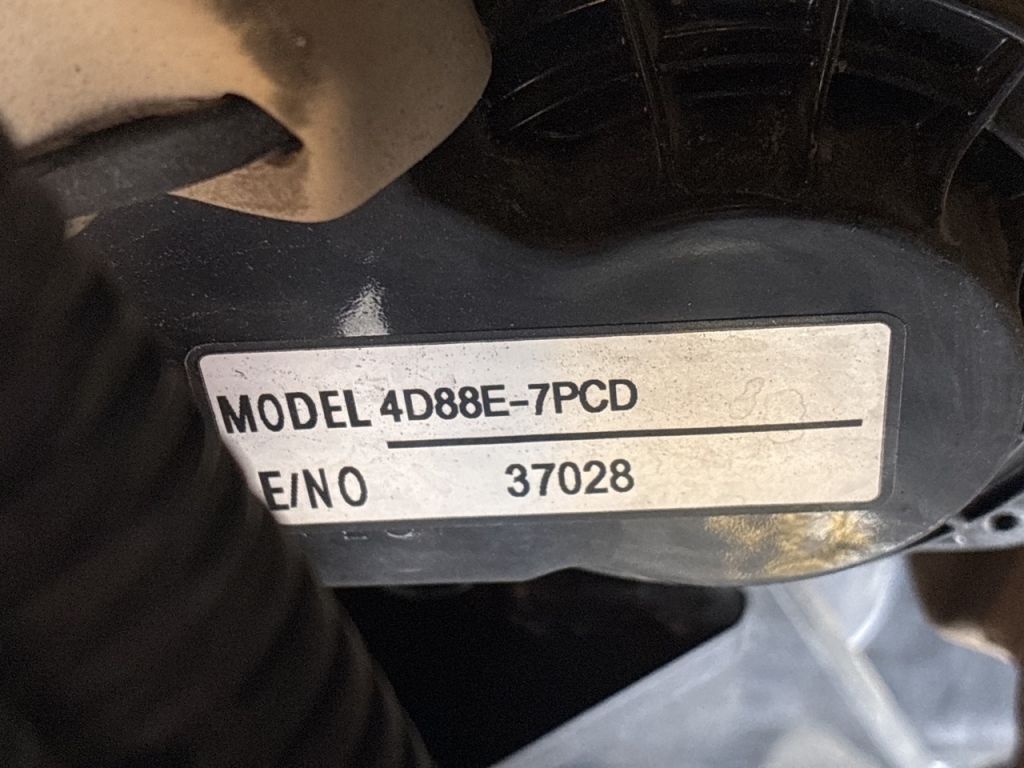 MODEL 4D88E-7PCD
E/NO 37028